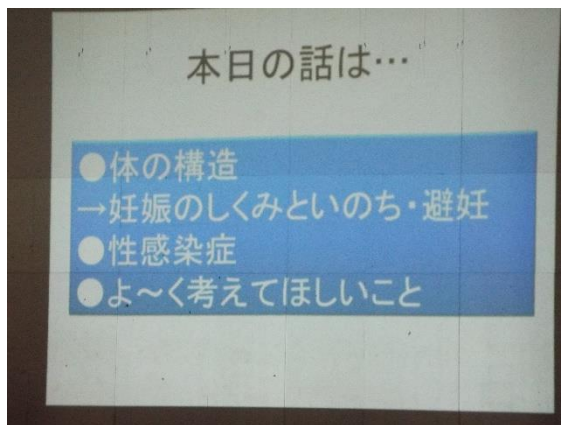 本日の話は…
●体の構造
→妊娠のしくみといのち・避妊
●性感染症
●よ～く考えてほしいこと